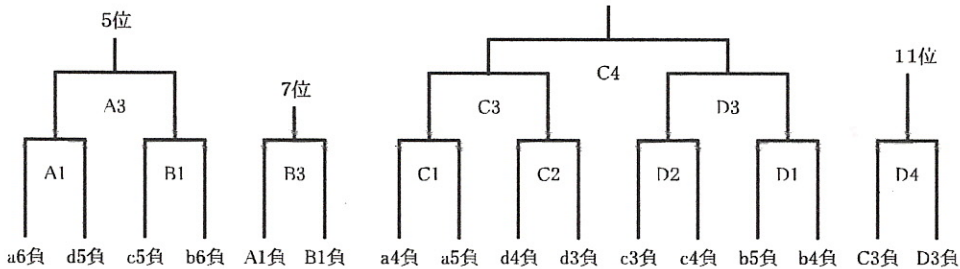 5位
11位
C4
7位
A3
C3
D3
A1
B1
B3
C1
C2
D2
D1
D4
a6負 d5負 c5負 b6負 A1負 B1負 a4負 a5負 d4負 d3負 c3負 c4負 b5負 b4負 C3負 D3負